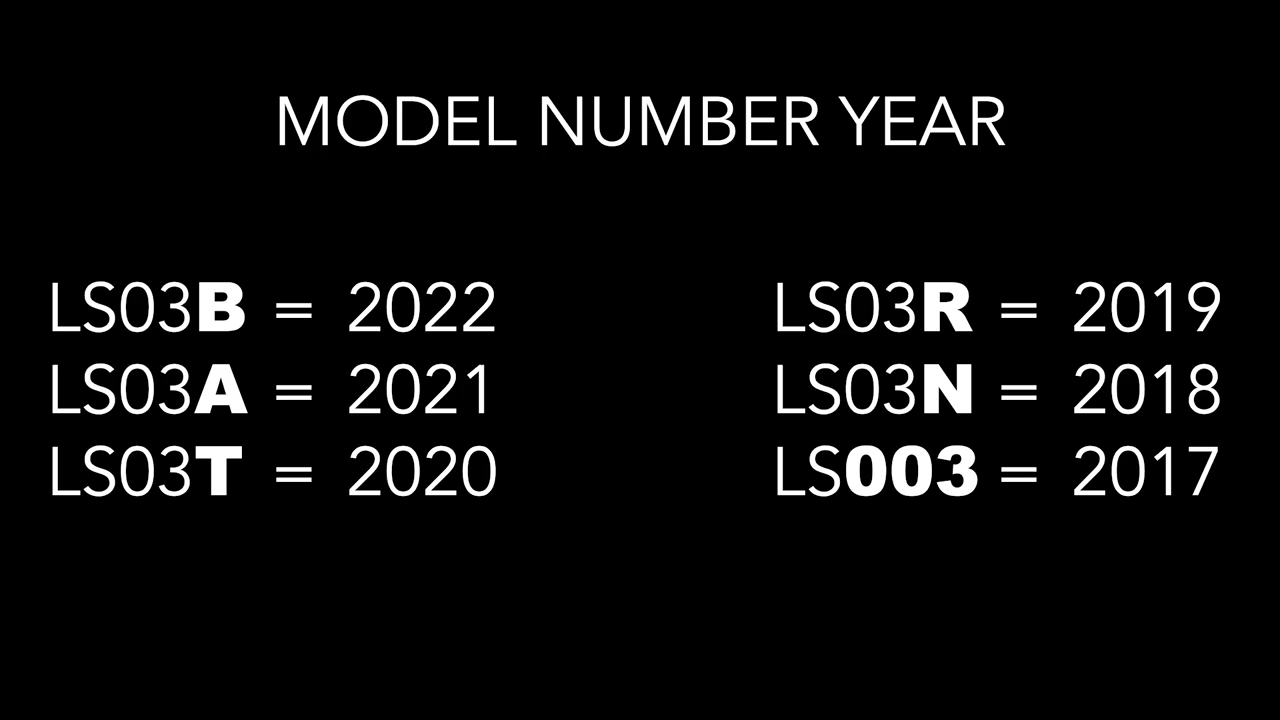 MODEL NUMBER YEAR
LS03B = 2022
LS03A = 2021
LS03T = 2020
LS03R = 2019
LS03N = 2018
LS003 = 2017